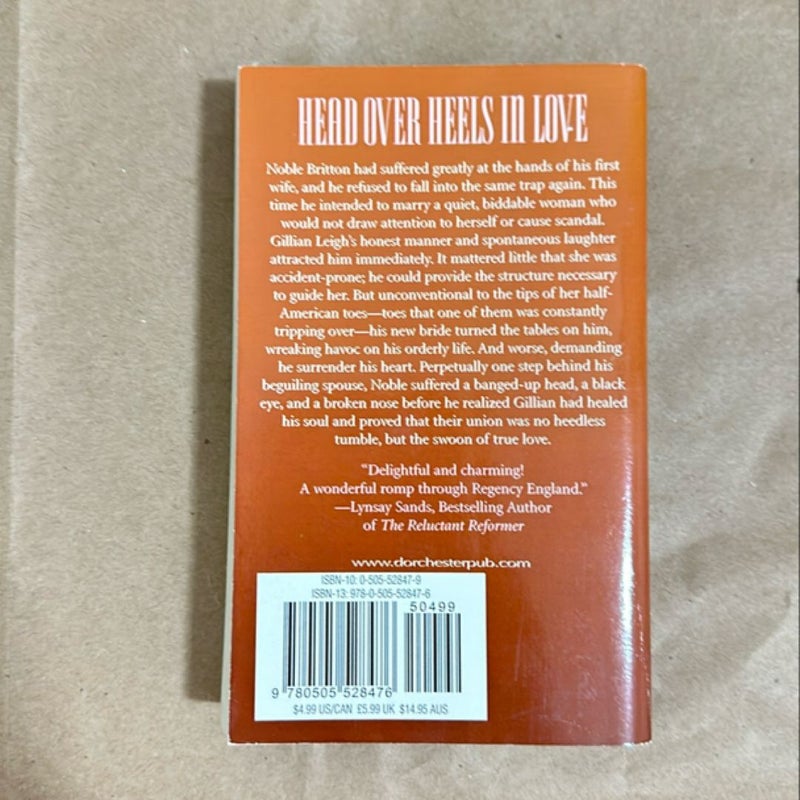 HEAD OVER HEELS IN LOVE
Noble Britton had suffered greatly at the hands of his first
wife, and he refused to fall into the same trap again. This
time he intended to marry a quiet, biddable woman who
would not draw attention to herself or cause scandal.
Gillian Leigh's honest manner and spontaneous laughter
attracted him immediately. It mattered little that she was
accident-prone; he could provide the structure necessary
to guide her. But unconventional to the tips of her half-
American toes—toes that one of them was constantly
tripping over—his new bride turned the tables on him,
wreaking havoc on his orderly life. And worse, demanding
he surrender his heart. Perpetually one step behind his
beguiling spouse, Noble suffered a banged-up head, a black
eye, and a broken nose before he realized Gillian had healed
his soul and proved that their union was no heedless
tumble, but the swoon of true love.
"Delightful and charming!
A wonderful romp through Regency England."
—Lynsay Sands, Bestselling Author
of The Reluctant Reformer
www.dorchesterpub.com
ISBN-10: 0-505-52847-9
ISBN-13: 978-0-505-52847-6
50499
9 780505 528476
$4.99 US/CAN £5.99 UK $14.95 AUS